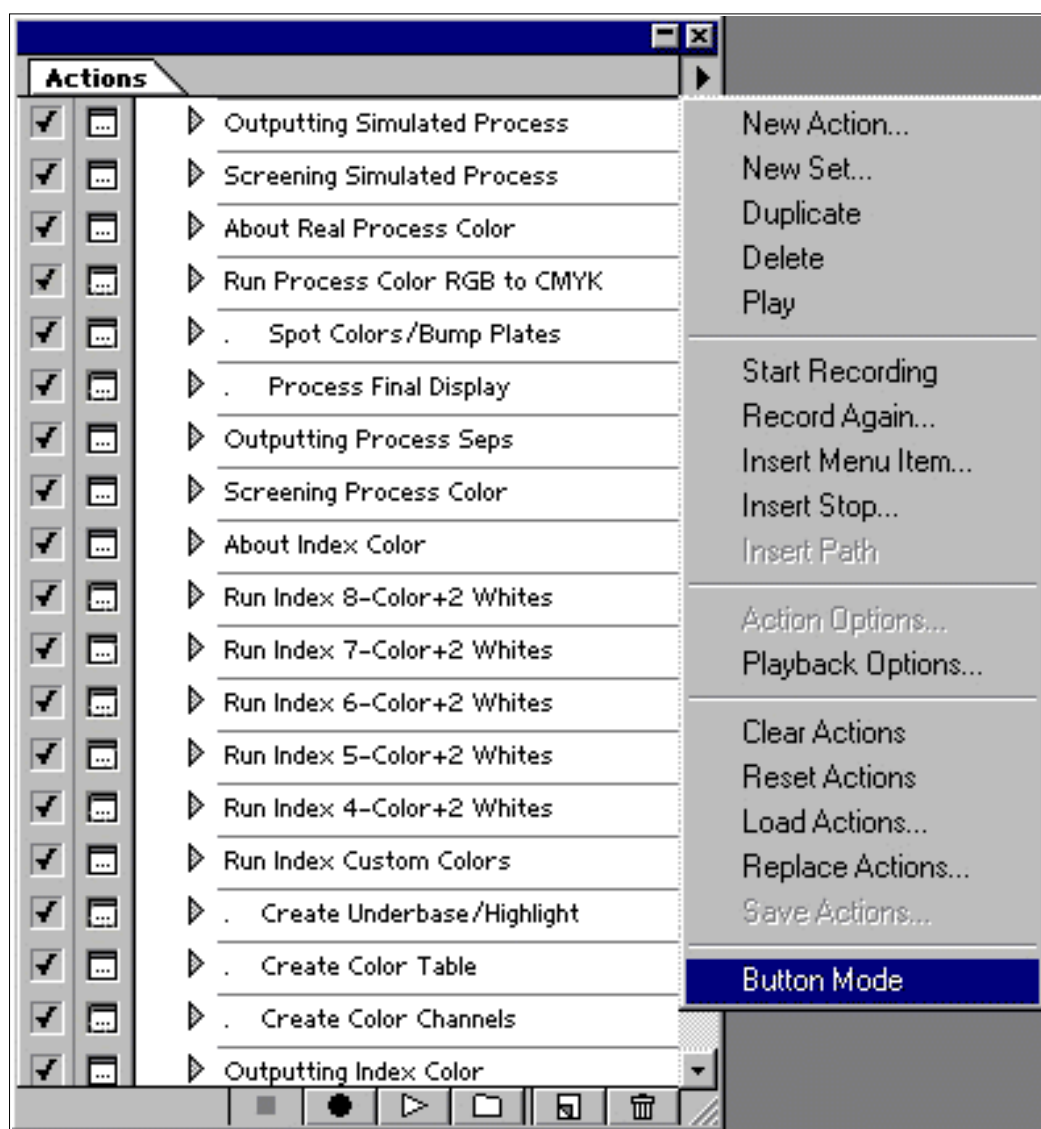 Actions
Outputting Simulated Process
Screening Simulated Process
About Real Process Color
Run Process Color RGB to CMYK
. Spot Colors/Bump Plates
. Process Final Display
Outputting Process Seps
Screening Process Color
About Index Color
Run Index 8-Color+2 Whites
Run Index 7-Color+2 Whites
Run Index 6-Color+2 Whites
Run Index 5-Color+2 Whites
Run Index 4-Color+2 Whites
Run Index Custom Colors
. Create Underbase/Highlight
. Create Color Table
. Create Color Channels
Outputting Index Color
New Action...
New Set...
Duplicate
Delete
Play
Start Recording
Record Again...
Insert Menu Item...
Insert Stop...
Insert Path
Action Options...
Playback Options...
Clear Actions
Reset Actions
Load Actions...
Replace Actions...
Save Actions...
Button Mode